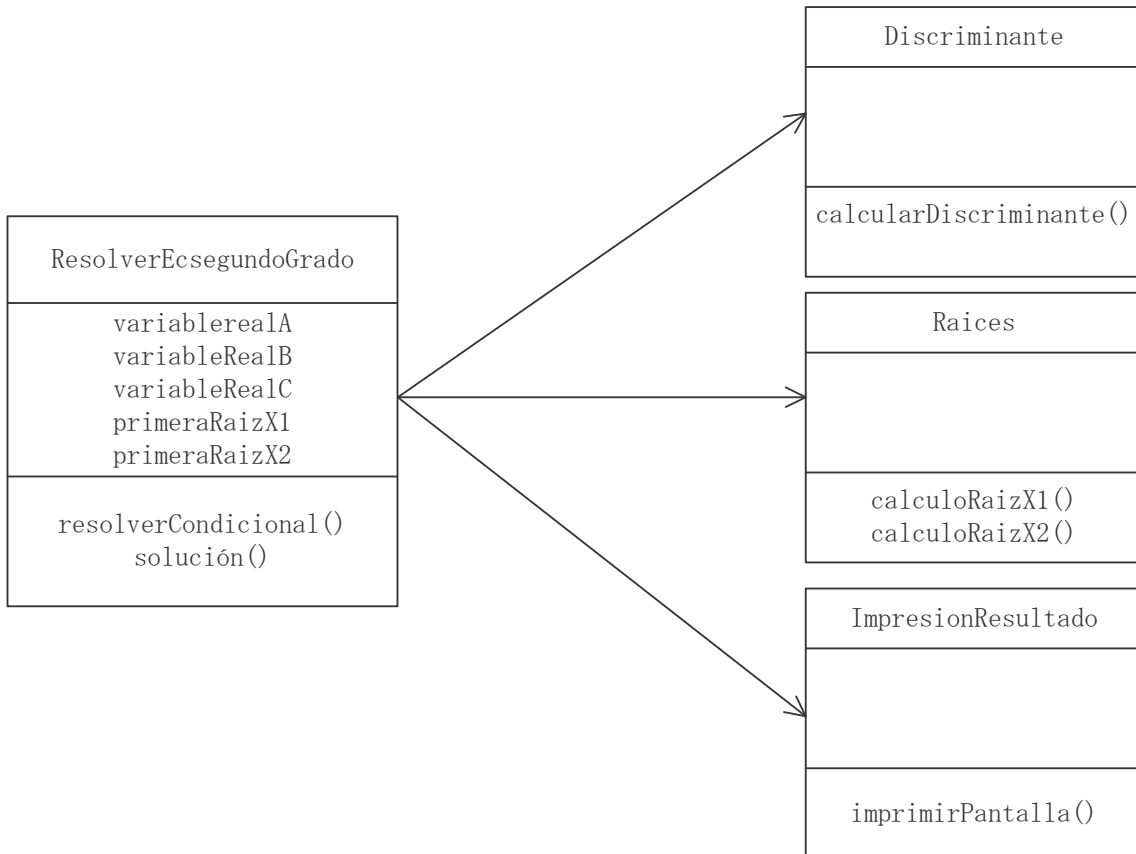 Discriminante
calcularDiscriminante()
ResolverEcsegundoGrado
variablerealA
variableRealB
variableRealC
primeraRaizX1
primeraRaizX2
resolverCondicional()
solución()
Raices
calculoRaizX1()
calculoRaizX2()
ImpresionResultado
imprimirPantalla()